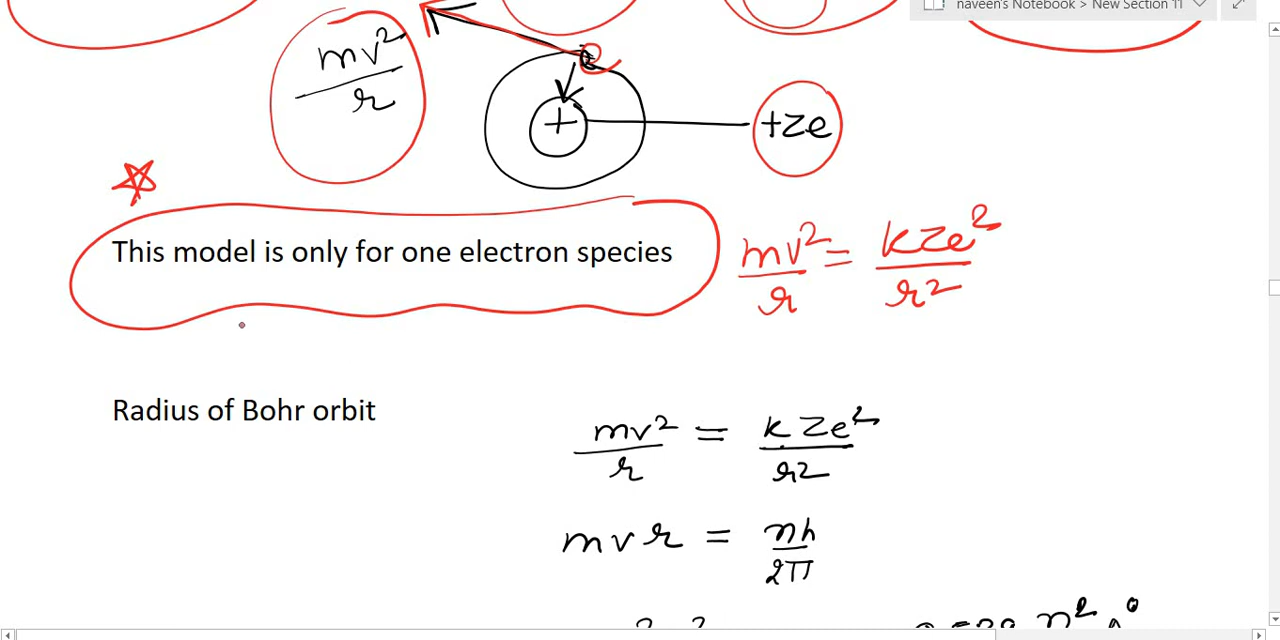 naveen's Notebook > New Section 11
mv²/r
e
+
+ze
This model is only for one electron species
mv²/r = kze²/r²
Radius of Bohr orbit
mv²/r = kze²/r²
mvr = nh/2π